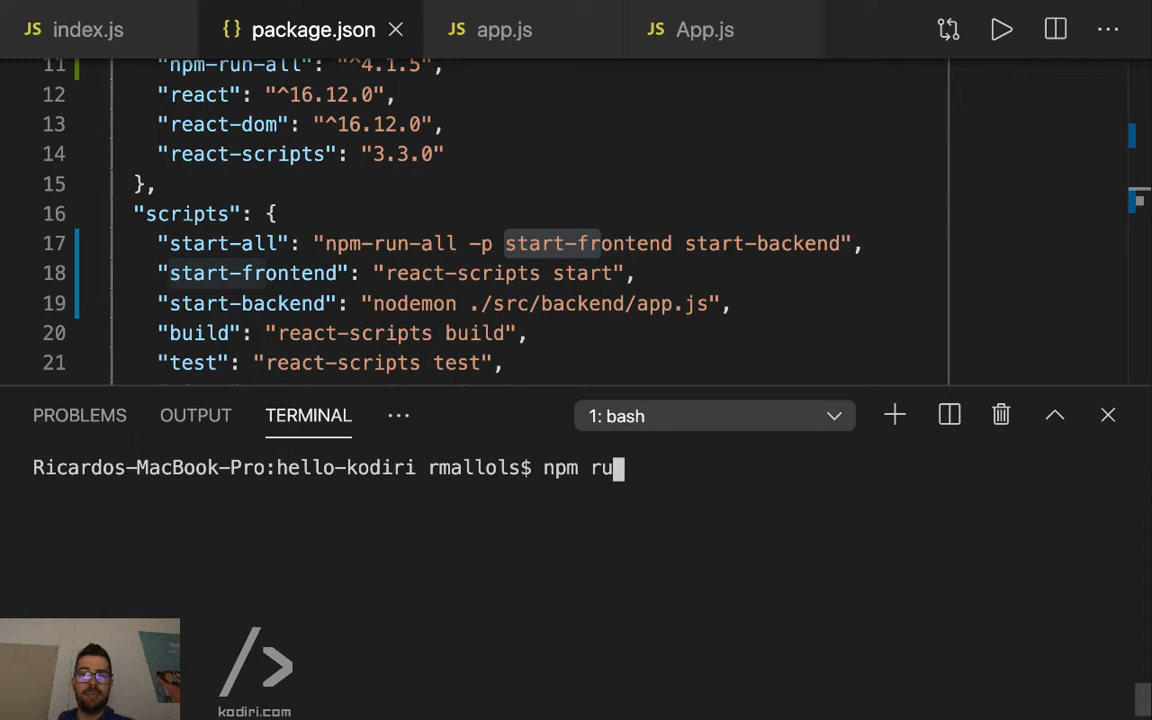 JS index.js {} package.json JS app.js JS App.js
11 "npm-run-all": "^4.1.5",
12 "react": "^16.12.0",
13 "react-dom": "^16.12.0",
14 "react-scripts": "3.3.0"
15 },
16 "scripts": {
17 "start-all": "npm-run-all -p start-frontend start-backend",
18 "start-frontend": "react-scripts start",
19 "start-backend": "nodemon ./src/backend/app.js",
20 "build": "react-scripts build",
21 "test": "react-scripts test",
PROBLEMS OUTPUT TERMINAL ... 1: bash
Ricardos-MacBook-Pro:hello-kodiri rmallols$ npm ru
/>
kodiri.com